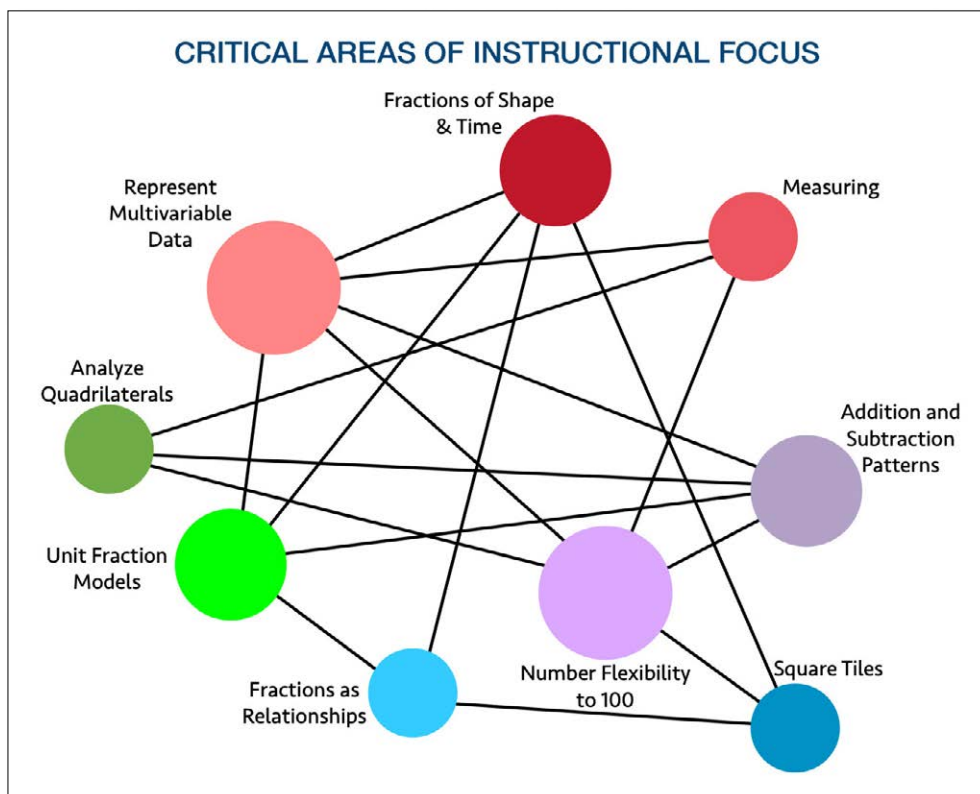 CRITICAL AREAS OF INSTRUCTIONAL FOCUS
Fractions of Shape
& Time
Measuring
Represent
Multivariable
Data
Analyze
Quadrilaterals
Addition and
Subtraction
Patterns
Unit Fraction
Models
Fractions as
Relationships
Number Flexibility
to 100
Square Tiles